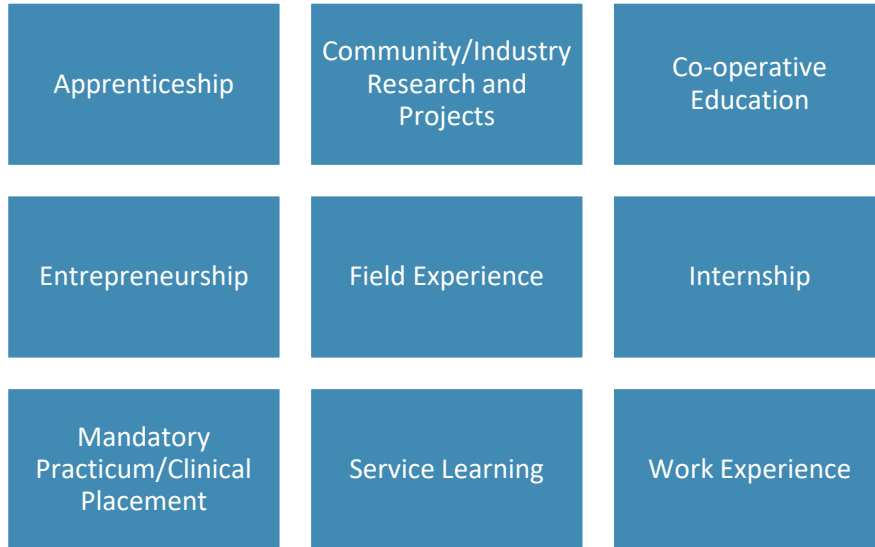 Apprenticeship
Community/Industry
Research and
Projects
Co-operative
Education
Entrepreneurship
Field Experience
Internship
Mandatory
Practicum/Clinical
Placement
Service Learning
Work Experience